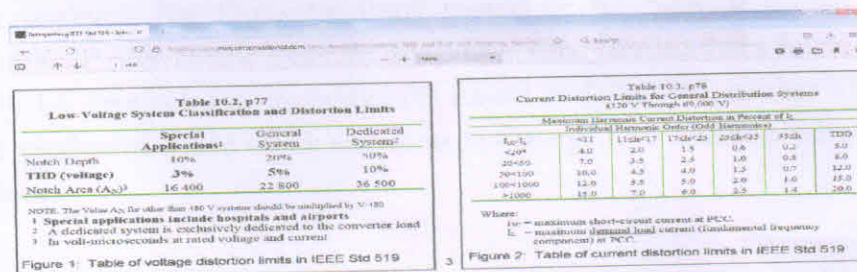 Table 10.2, p77
Low-Voltage System Classification and Distortion Limits
Special Applications¹ General System Dedicated System²
Notch Depth 10% 20% 50%
THD (voltage) 3% 5% 10%
Notch Area (A_N)³ 16 400 22 800 36 500
NOTE. The Value A_N for other than 480 V systems should be multiplied by V/480
1 Special applications include hospitals and airports
2 A dedicated system is exclusively dedicated to the converter load
3 In volt-microseconds at rated voltage and current
Figure 1: Table of voltage distortion limits in IEEE Std 519
3
Table 10.3, p78
Current Distortion Limits for General Distribution Systems
(120 V Through 69,000 V)
Maximum Harmonic Current Distortion in Percent of I_L
Individual Harmonic Order (Odd Harmonics)
I_sc/I_L <11 11≤h<17 17≤h<23 23≤h<35 35≤h TDD
<20* 4.0 2.0 1.5 0.6 0.3 5.0
20<50 7.0 3.5 2.5 1.0 0.5 8.0
50<100 10.0 4.5 4.0 1.5 0.7 12.0
100<1000 12.0 5.5 5.0 2.0 1.0 15.0
>1000 15.0 7.0 6.0 2.5 1.4 20.0
Where:
= maximum short-circuit current at PCC.
I_L = maximum demand load current (fundamental frequency
component) at PCC.
Figure 2: Table of current distortion limits in IEEE Std 519